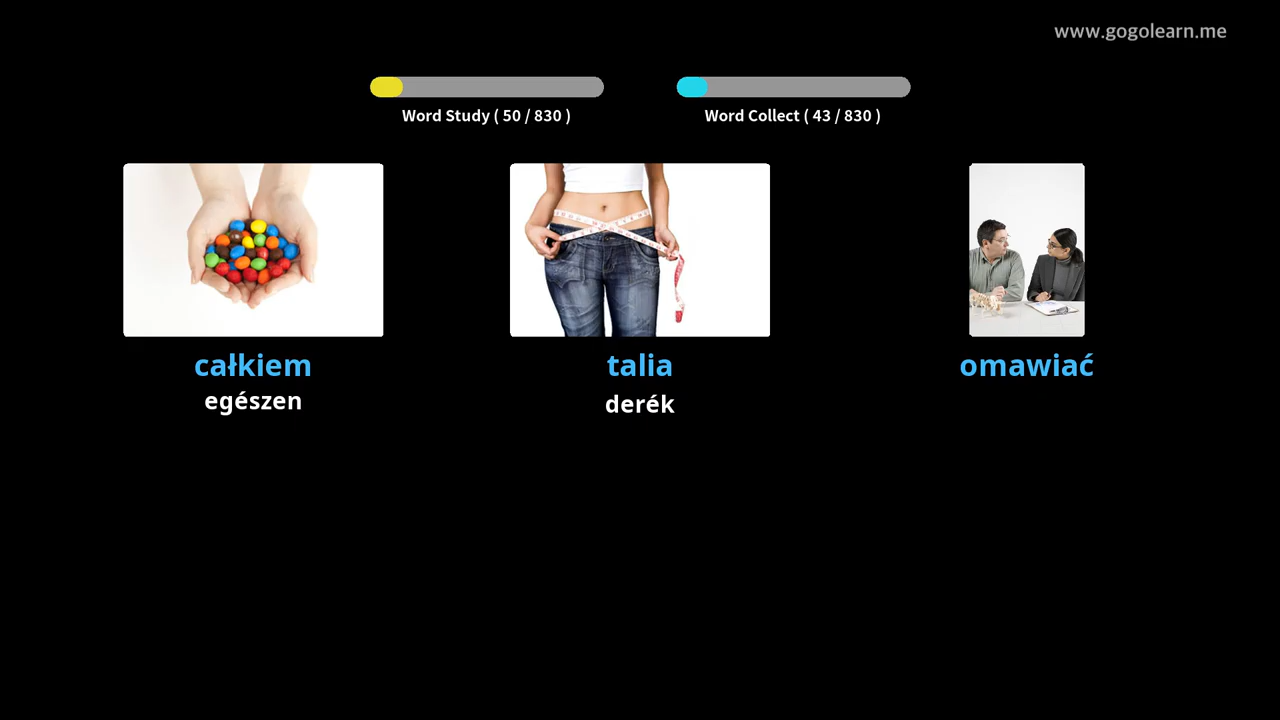 www.gogolearn.me
Word Study ( 50 / 830 )
Word Collect ( 43 / 830 )
całkiem
egészen
talia
derék
omawiać